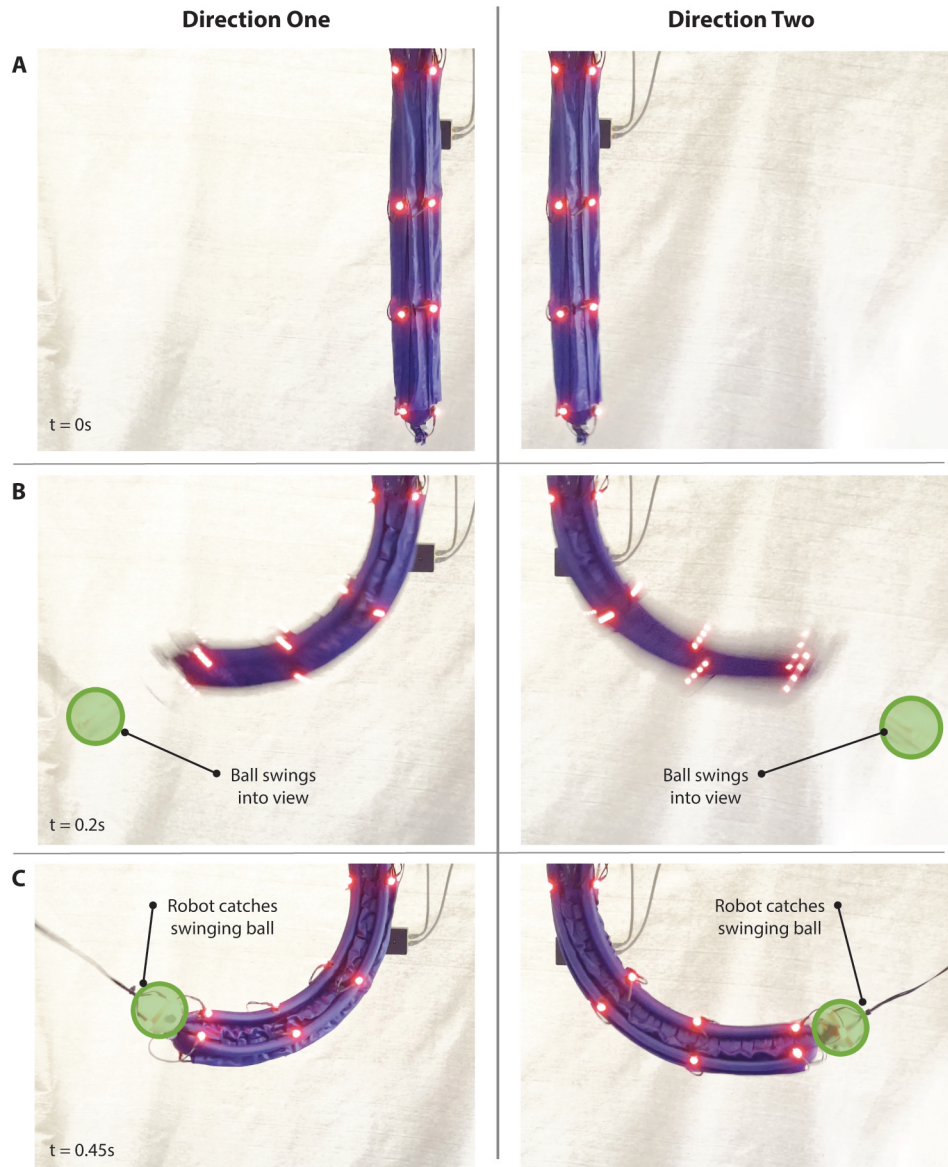 Direction One
Direction Two
A
t = 0s
B
Ball swings
into view
Ball swings
into view
t = 0.2s
C
Robot catches
swinging ball
Robot catches
swinging ball
t = 0.45s